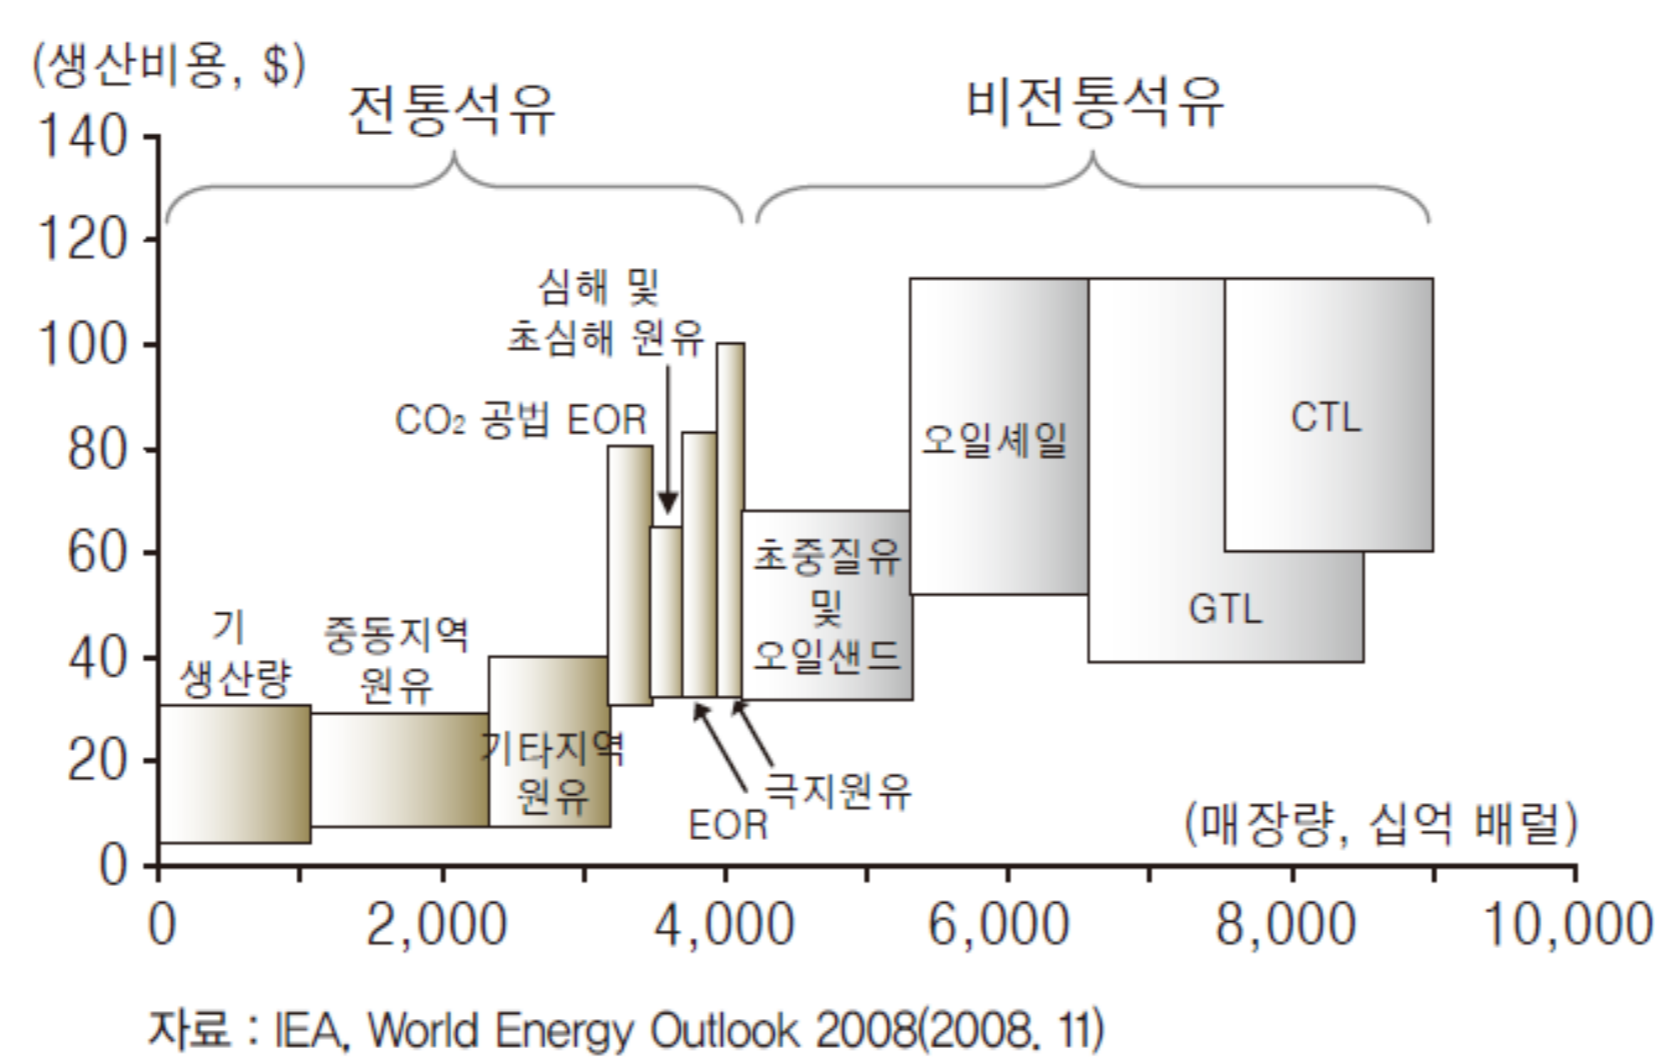 (생산비용, $)
전통석유
비전통석유
140
120
100
80
60
40
20
0
심해 및
초심해 원유
CO₂ 공법 EOR
기
생산량
중동지역
원유
기타지역
원유
EOR
극지원유
초중질유
및
오일샌드
오일셰일
GTL
CTL
(매장량, 십억 배럴)
0 2,000 4,000 6,000 8,000 10,000
자료 : IEA, World Energy Outlook 2008(2008. 11)